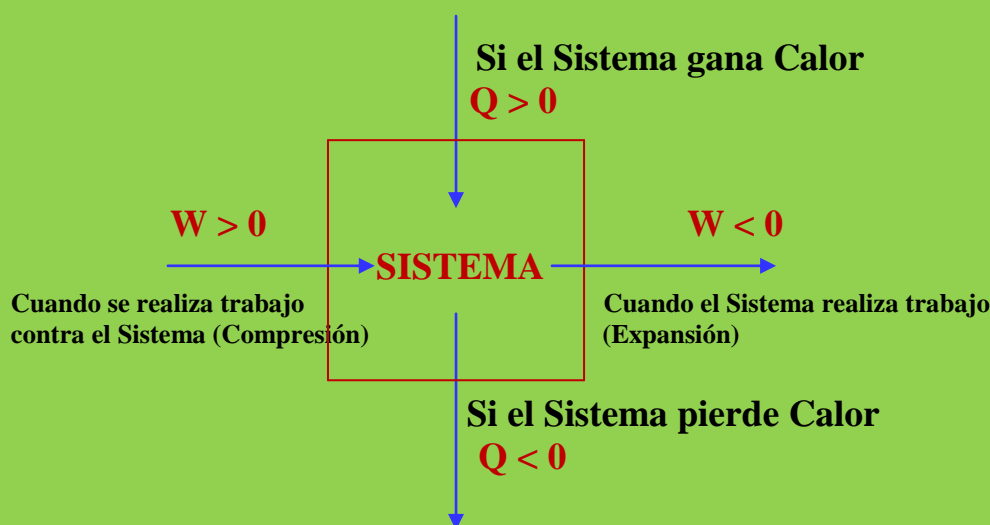 Si el Sistema gana Calor
Q > 0
W > 0
W < 0
SISTEMA
Cuando se realiza trabajo
contra el Sistema (Compresión)
Cuando el Sistema realiza trabajo
(Expansión)
Si el Sistema pierde Calor
Q < 0